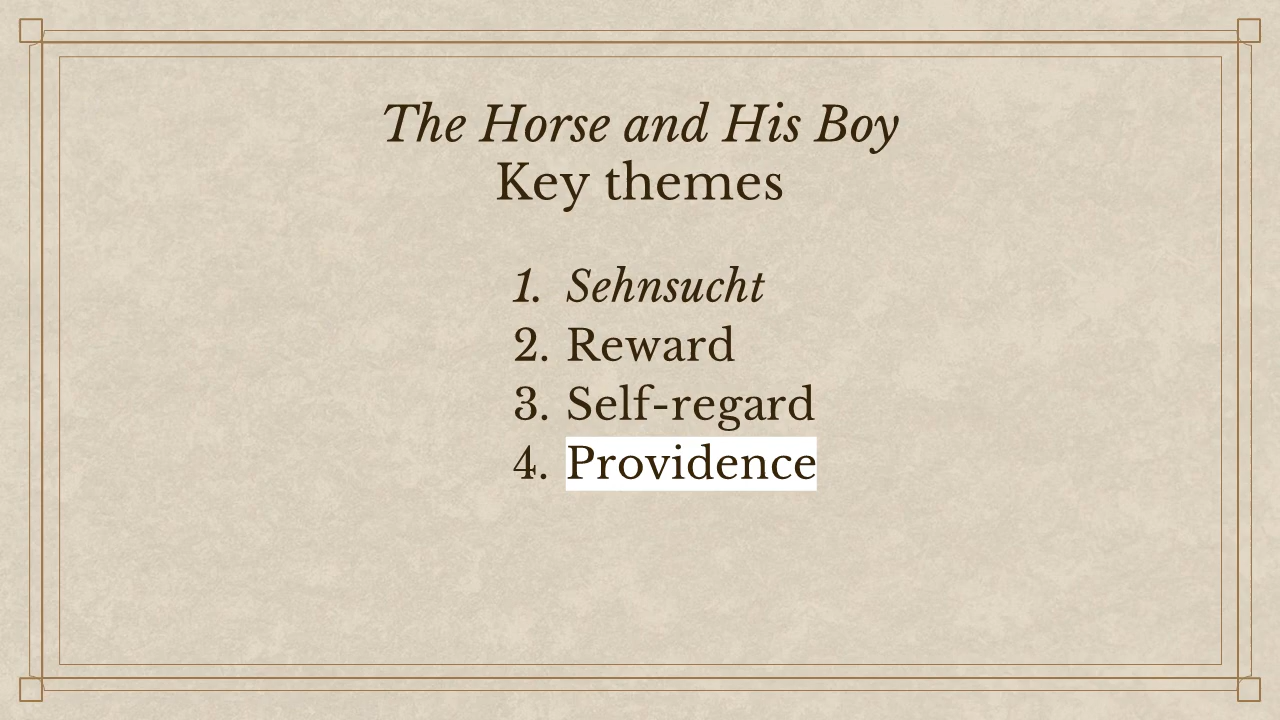 The Horse and His Boy
Key themes
1. Sehnsucht
2. Reward
3. Self-regard
4. Providence